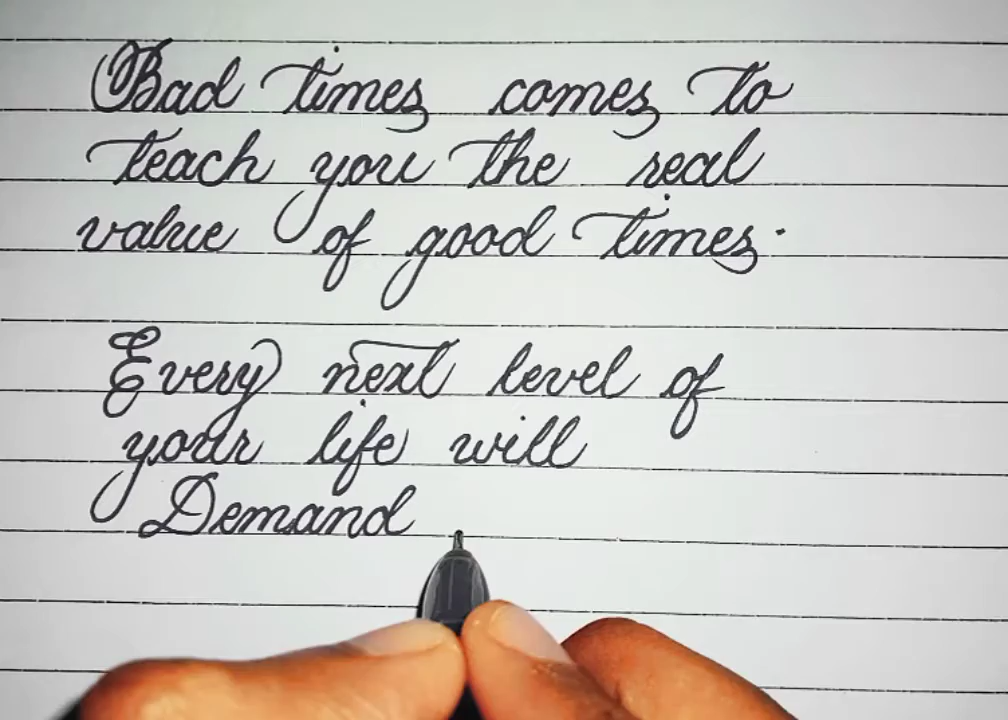 Bad times comes to
teach you the real
value of good times.
Every next level of
your life will
Demand